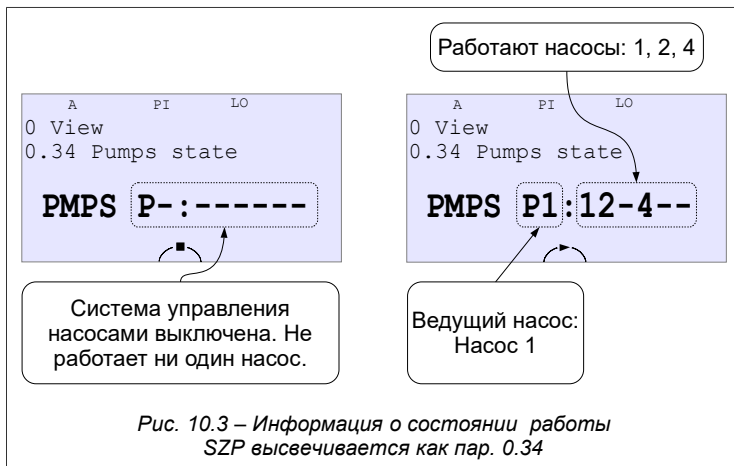 Работают насосы: 1, 2, 4
A PI LO
0 View
0.34 Pumps state
PMPS P-:------
Система управления
насосами выключена. Не
работает ни один насос.
A PI LO
0 View
0.34 Pumps state
PMPS P1:12-4--
Ведущий насос:
Насос 1
Рис. 10.3 – Информация о состоянии работы
SZP высвечивается как пар. 0.34